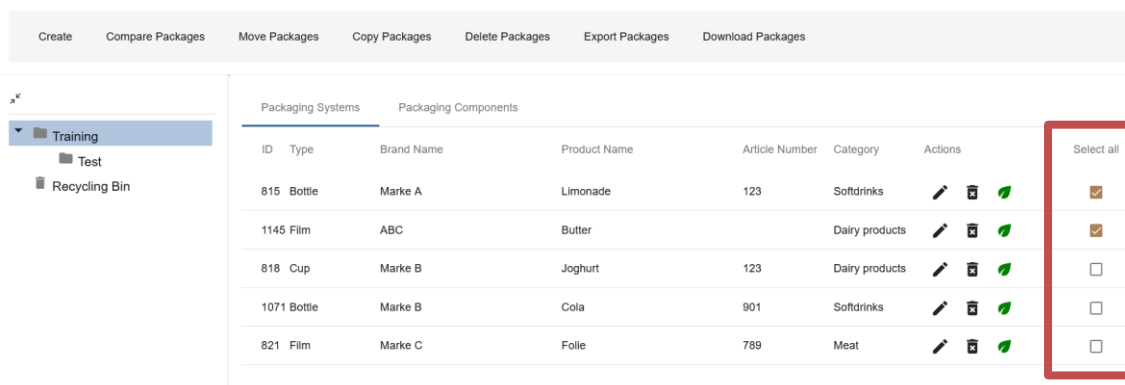 Create Compare Packages Move Packages Copy Packages Delete Packages Export Packages Download Packages
Training
Test
Recycling Bin
Packaging Systems Packaging Components
ID Type Brand Name Product Name Article Number Category Actions Select all
815 Bottle Marke A Limonade 123 Softdrinks
1145 Film ABC Butter Dairy products
818 Cup Marke B Joghurt 123 Dairy products
1071 Bottle Marke B Cola 901 Softdrinks
821 Film Marke C Folie 789 Meat